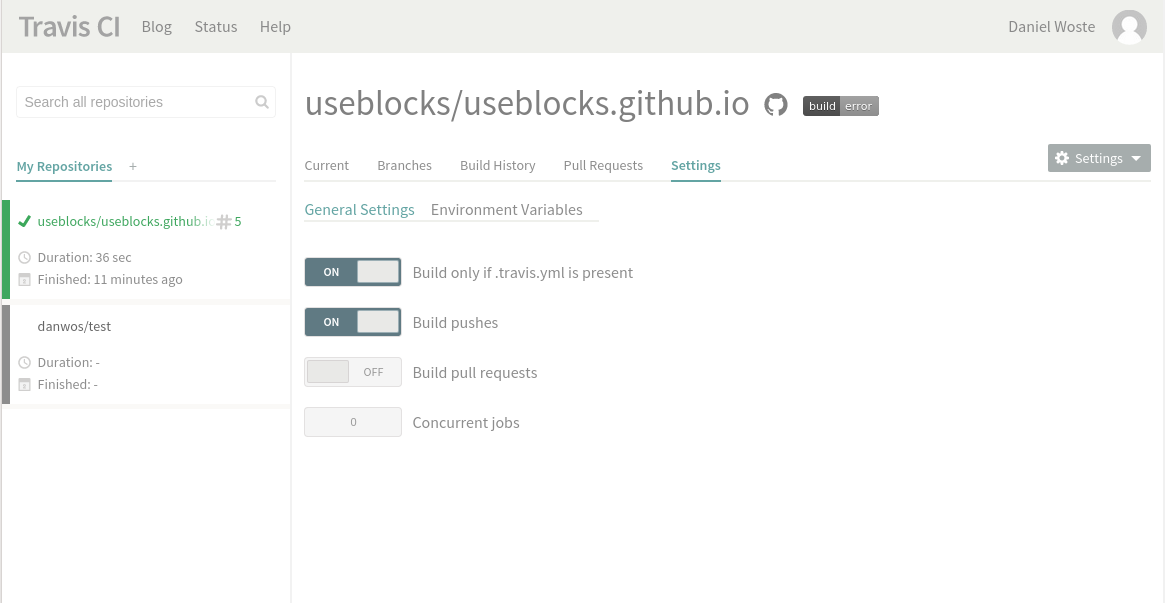 Travis CI Blog Status Help Daniel Woste
Search all repositories
useblocks/useblocks.github.io build error
My Repositories +
Current Branches Build History Pull Requests Settings Settings
useblocks/useblocks.github.io # 5
Duration: 36 sec
Finished: 11 minutes ago
danwos/test
Duration: -
Finished: -
General Settings Environment Variables
ON Build only if .travis.yml is present
ON Build pushes
OFF Build pull requests
0 Concurrent jobs